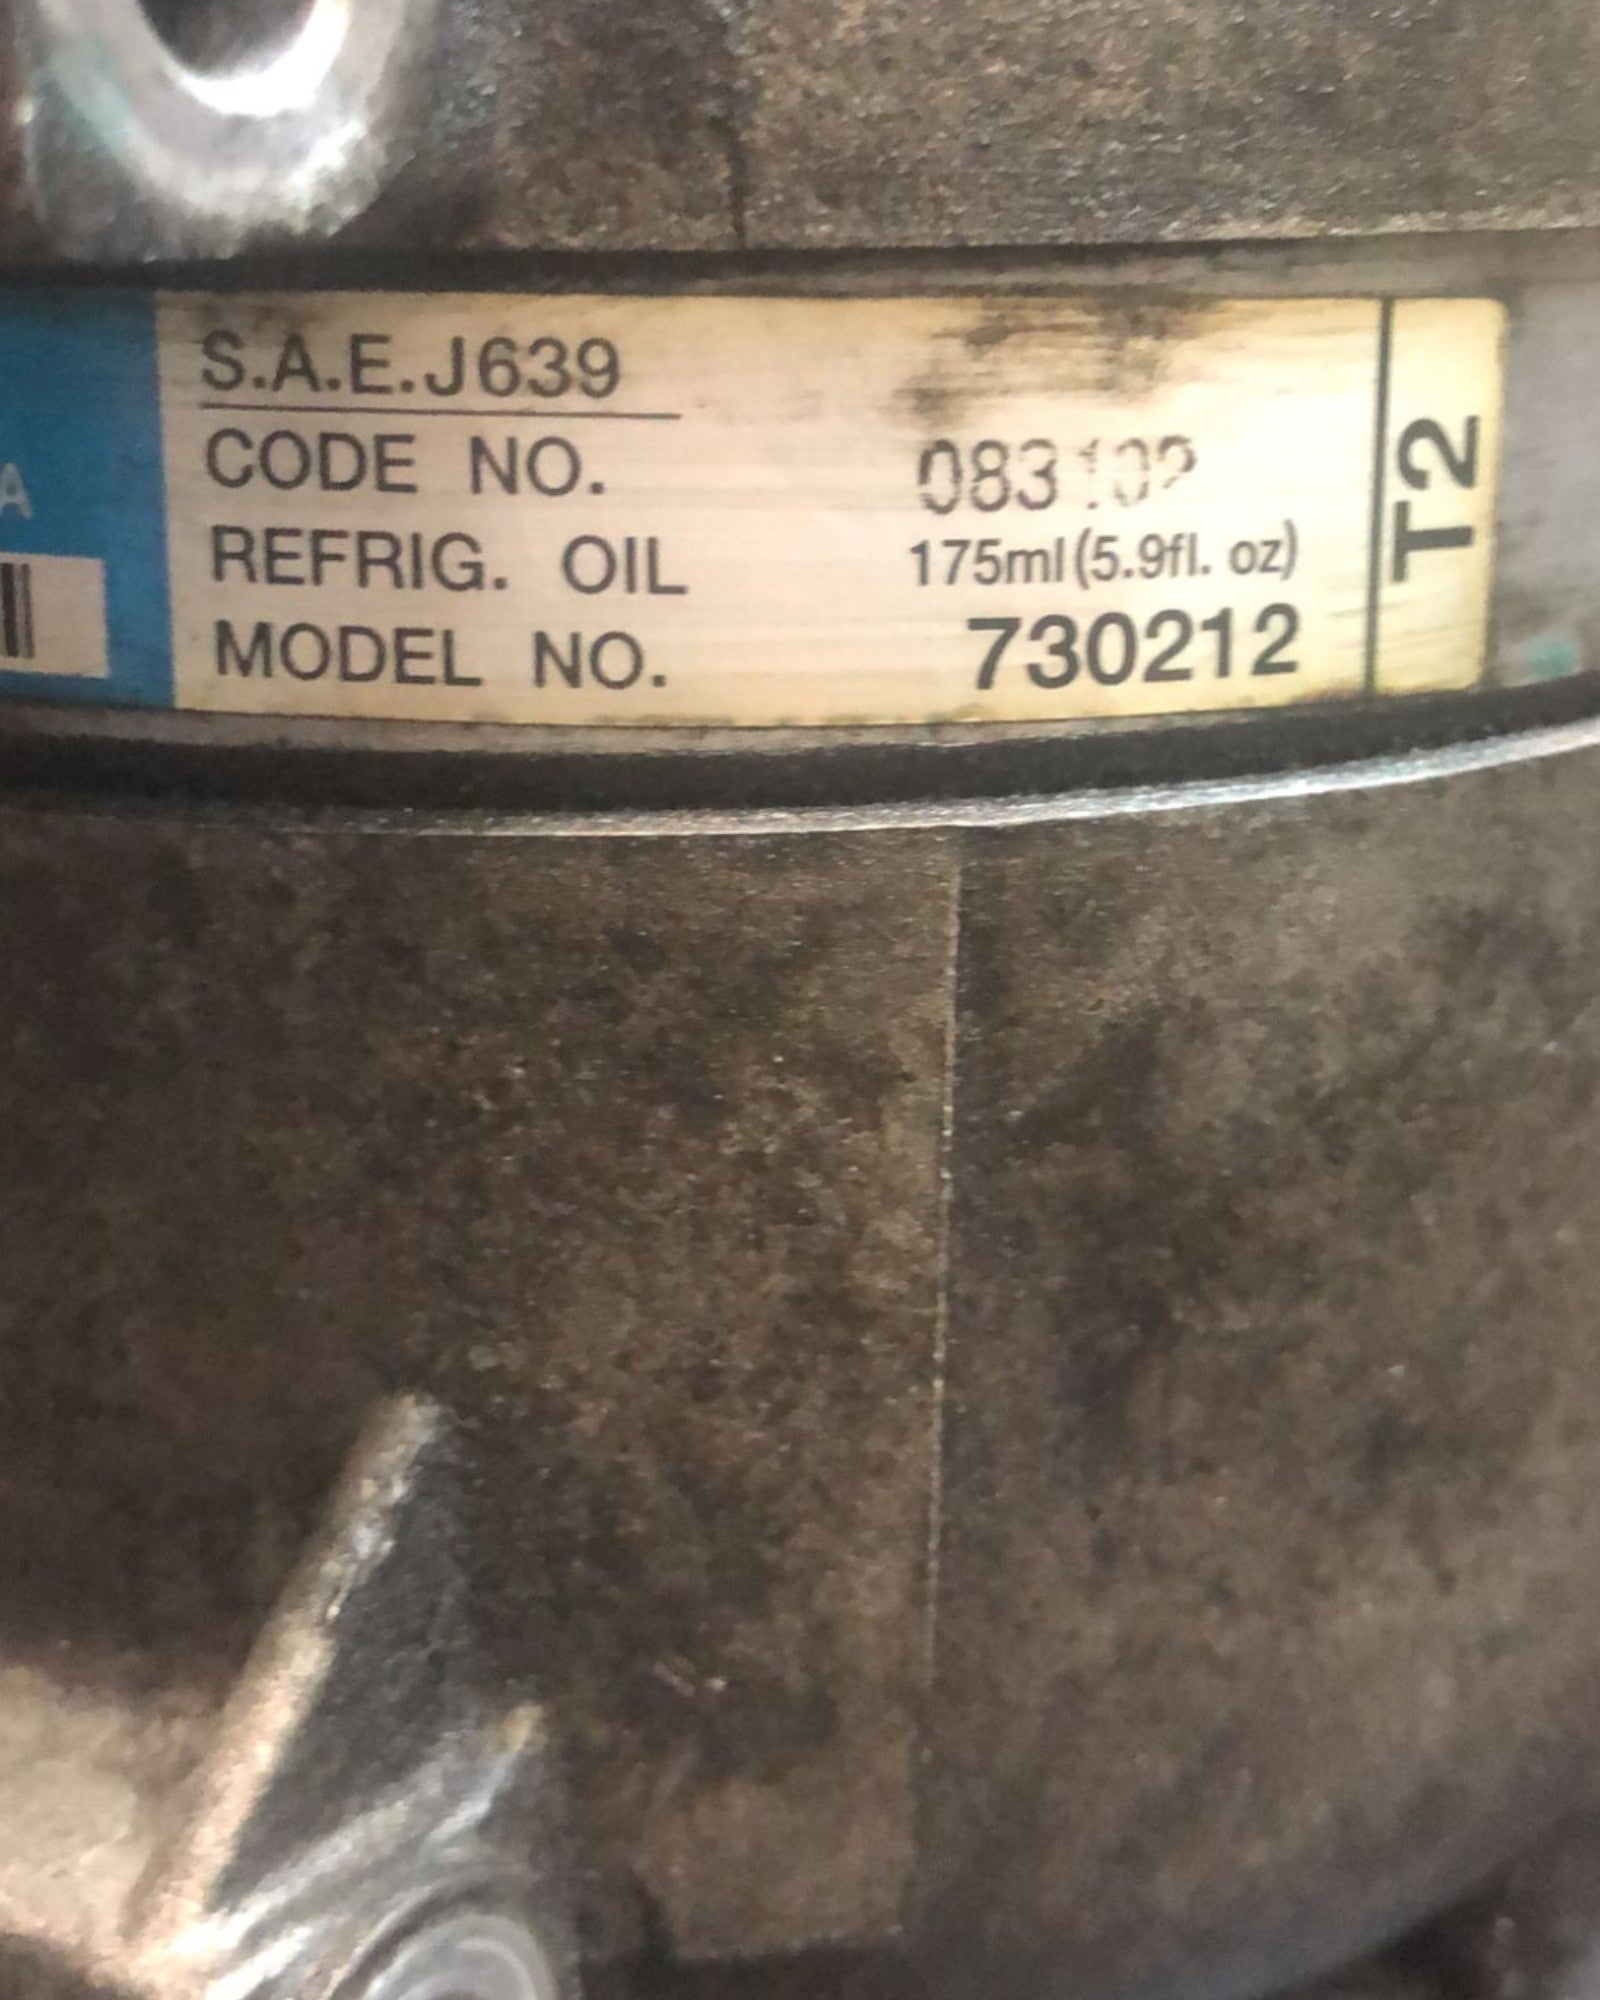 S.A.E.J639
CODE NO.
REFRIG. OIL 175ml(5.9fl. oz)
MODEL NO. 730212
T2
A